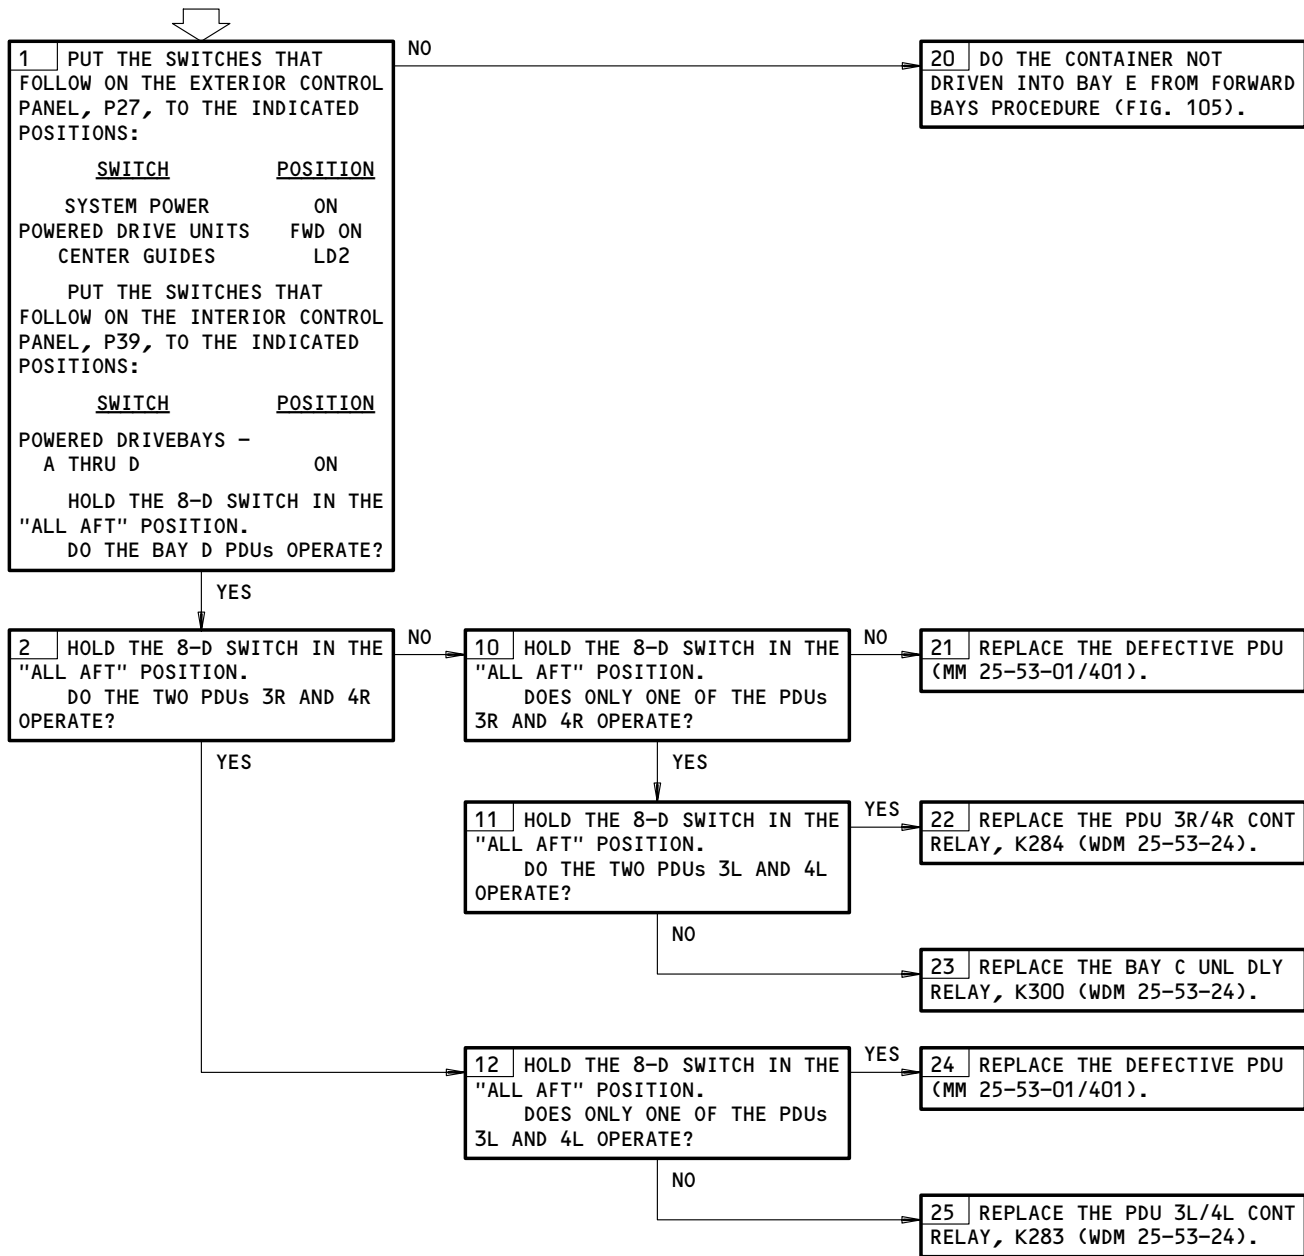 1 PUT THE SWITCHES THAT
FOLLOW ON THE EXTERIOR CONTROL
PANEL, P27, TO THE INDICATED
POSITIONS:
SWITCH POSITION
SYSTEM POWER ON
POWERED DRIVE UNITS FWD ON
CENTER GUIDES LD2
PUT THE SWITCHES THAT
FOLLOW ON THE INTERIOR CONTROL
PANEL, P39, TO THE INDICATED
POSITIONS:
SWITCH POSITION
POWERED DRIVEBAYS -
A THRU D ON
HOLD THE 8-D SWITCH IN THE
"ALL AFT" POSITION.
DO THE BAY D PDUs OPERATE?
NO
20 DO THE CONTAINER NOT
DRIVEN INTO BAY E FROM FORWARD
BAYS PROCEDURE (FIG. 105).
YES
2 HOLD THE 8-D SWITCH IN THE
"ALL AFT" POSITION.
DO THE TWO PDUs 3R AND 4R
OPERATE?
NO
10 HOLD THE 8-D SWITCH IN THE
"ALL AFT" POSITION.
DOES ONLY ONE OF THE PDUs
3R AND 4R OPERATE?
NO
21 REPLACE THE DEFECTIVE PDU
(MM 25-53-01/401).
YES
YES
11 HOLD THE 8-D SWITCH IN THE
"ALL AFT" POSITION.
DO THE TWO PDUs 3L AND 4L
OPERATE?
YES
22 REPLACE THE PDU 3R/4R CONT
RELAY, K284 (WDM 25-53-24).
NO
23 REPLACE THE BAY C UNL DLY
RELAY, K300 (WDM 25-53-24).
12 HOLD THE 8-D SWITCH IN THE
"ALL AFT" POSITION.
DOES ONLY ONE OF THE PDUs
3L AND 4L OPERATE?
YES
24 REPLACE THE DEFECTIVE PDU
(MM 25-53-01/401).
NO
25 REPLACE THE PDU 3L/4L CONT
RELAY, K283 (WDM 25-53-24).